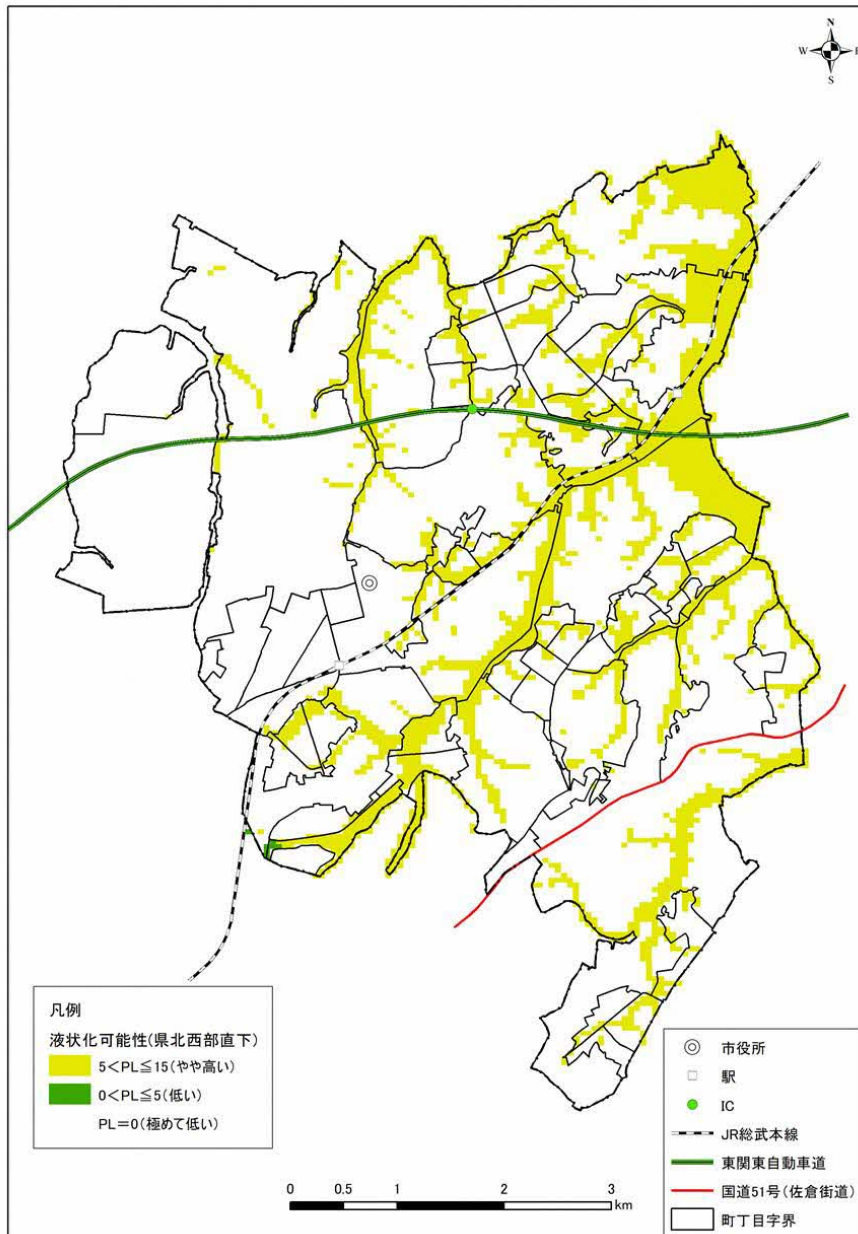 N
W
E
S
凡例
液状化可能性(県北西部直下)
5＜PL≦15(やや高い)
0＜PL≦5(低い)
PL＝0(極めて低い)
市役所
駅
IC
JR総武本線
東関東自動車道
国道51号(佐倉街道)
町丁目字界
0 0.5 1 2 3
km